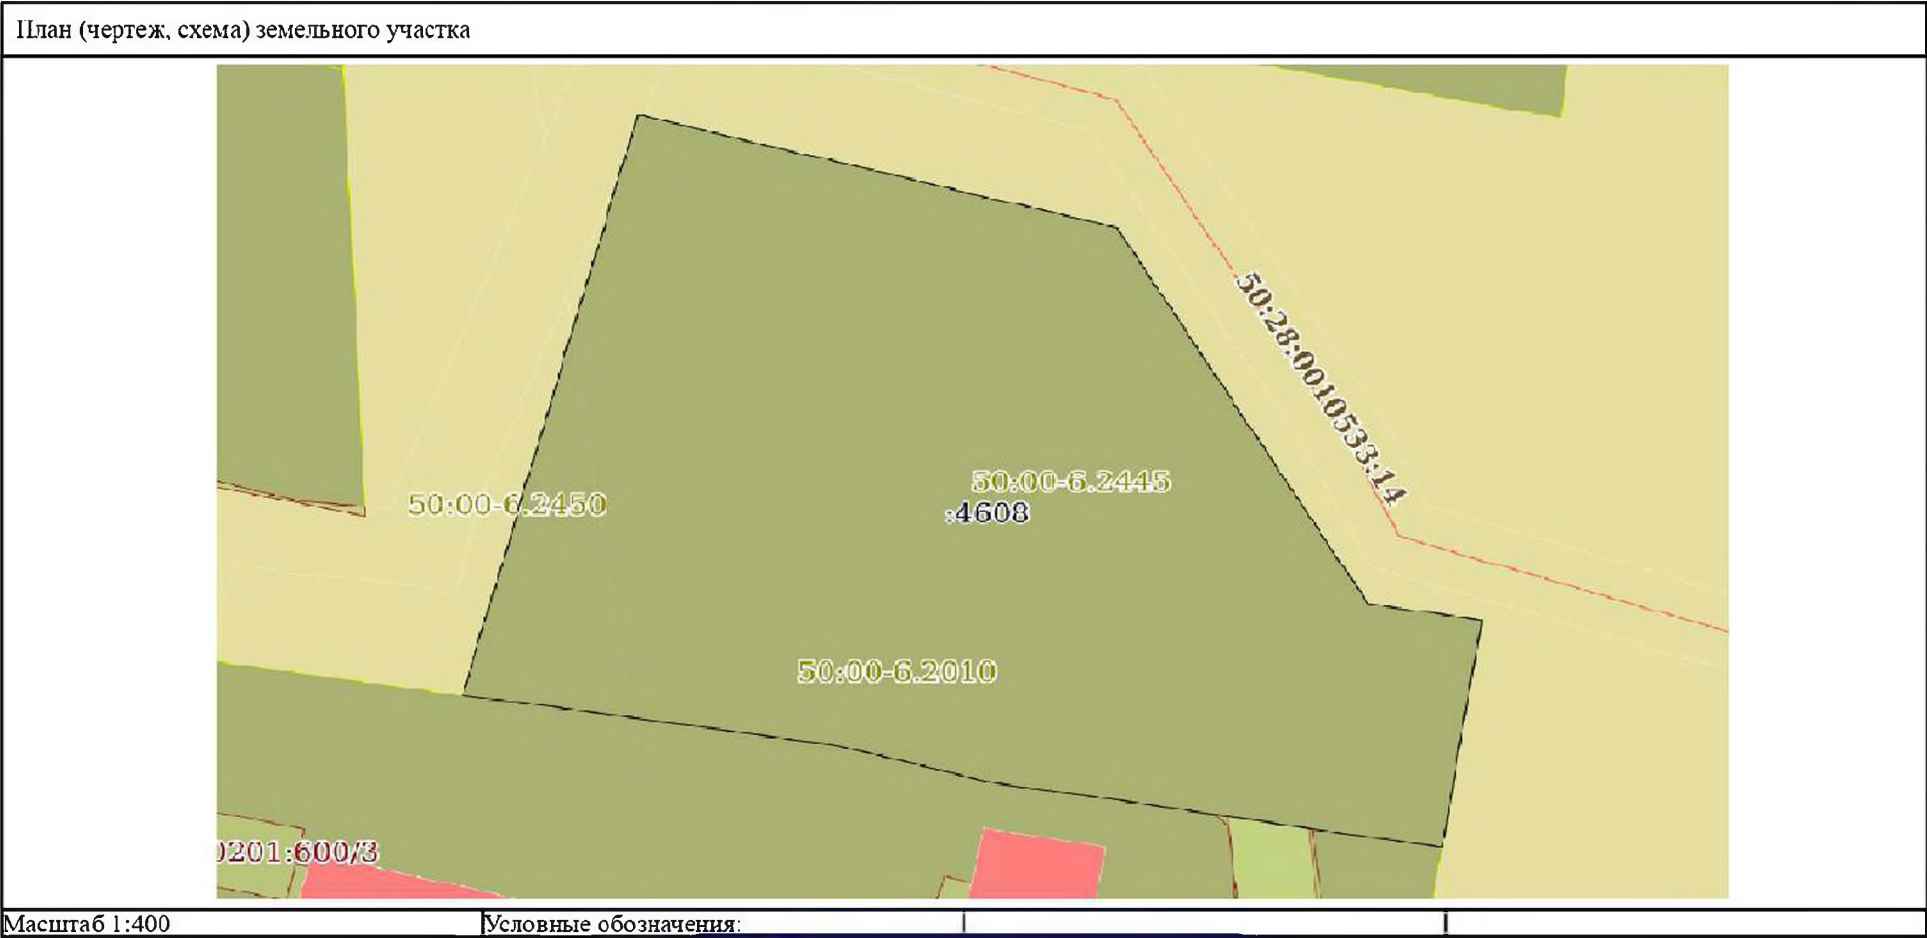 План (чертеж, схема) земельного участка
50:28:0010533:14
50:00-6.2445
50:00-6.2450
:4608
50:00-6.2010
0201:600/3
Масштаб 1:400
Условные обозначения: